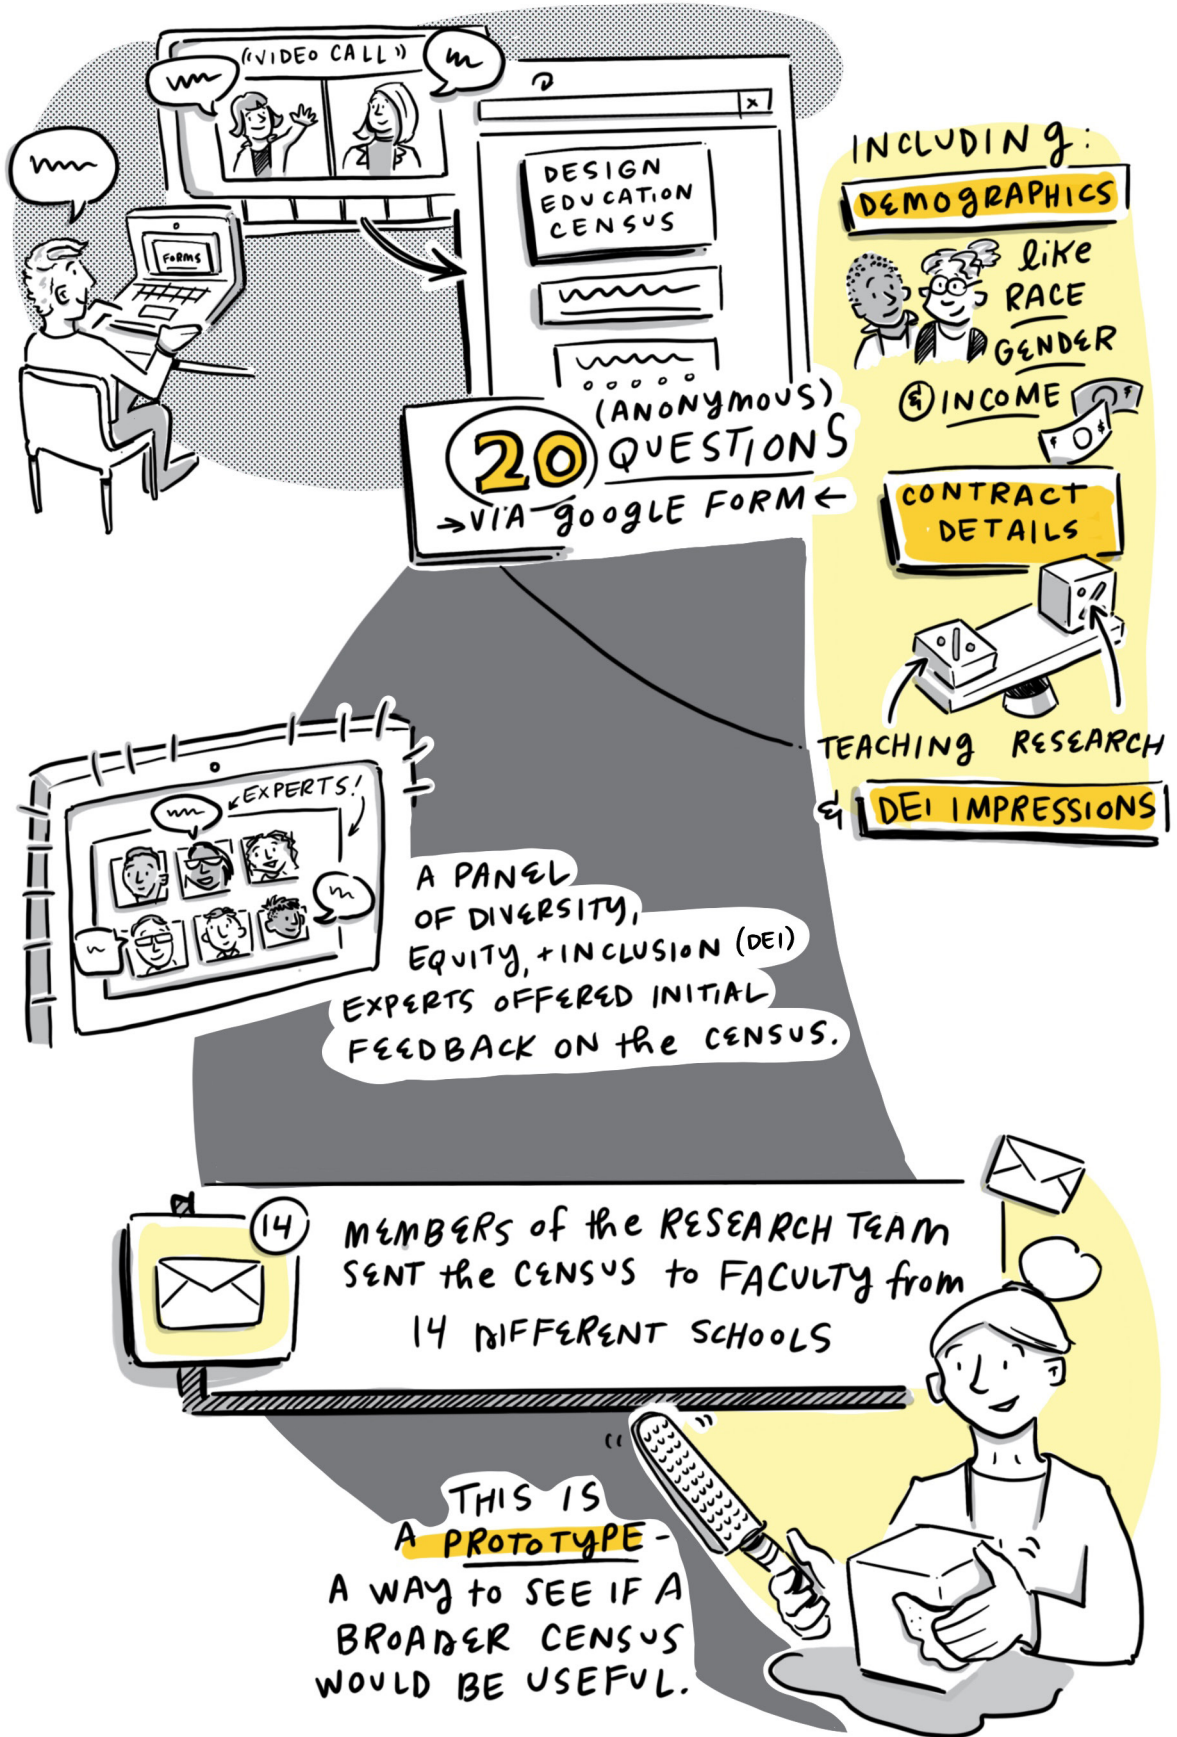 "VIDEO CALL"
FORMS
DESIGN
EDUCATION
CENSUS
20
(ANONYMOUS)
QUESTIONS
→VIA GOOGLE FORM←
INCLUDING:
DEMOGRAPHICS
like
RACE
GENDER
& INCOME
$
$ $
CONTRACT
DETAILS
%
%
TEACHING RESEARCH
& DEI IMPRESSIONS
EXPERTS!
A PANEL
OF DIVERSITY,
EQUITY, + INCLUSION (DEI)
EXPERTS OFFERED INITIAL
FEEDBACK ON the CENSUS.
14
MEMBERS of the RESEARCH TEAM
SENT the CENSUS to FACULTY from
14 DIFFERENT SCHOOLS
THIS IS
A PROTOTYPE -
A WAY to SEE IF A
BROADER CENSUS
WOULD BE USEFUL.